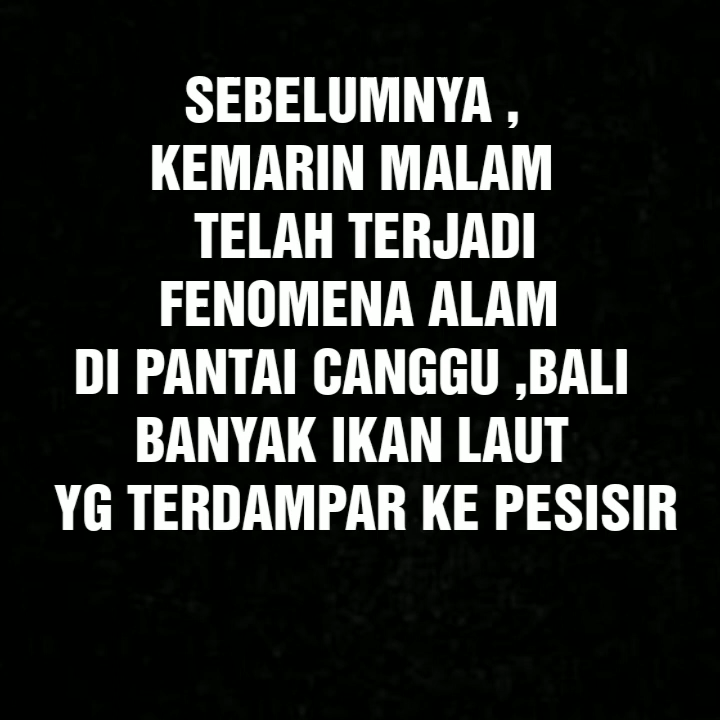 SEBELUMNYA ,
KEMARIN MALAM
TELAH TERJADI
FENOMENA ALAM
DI PANTAI CANGGU ,BALI
BANYAK IKAN LAUT
YG TERDAMPAR KE PESISIR